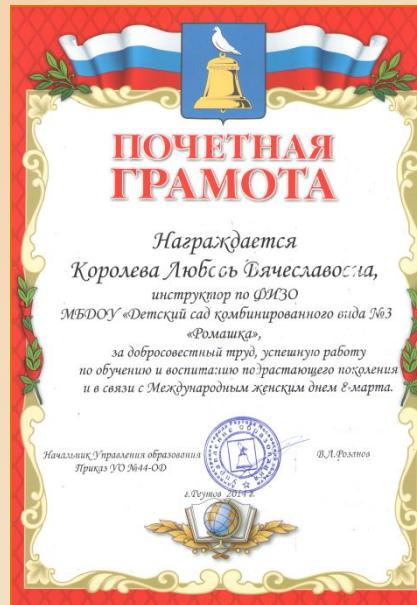 ПОЧЕТНАЯ
ГРАМОТА
Награждается
Королева Любовь Вячеславовна,
инструктор по ФИЗО
МБДОУ «Детский сад комбинированного вида №3
«Ромашка»,
за добросовестный труд, успешную работу
по обучению и воспитанию подрастающего поколения
и в связи с Международным женским днем 8-марта.
Начальник Управления образования
Приказ УО №44-ОД
г.Реутов 2014 г.